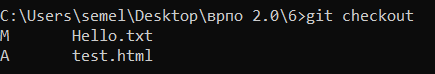 C:\Users\semel\Desktop\врпо 2.0\6>git checkout
M       Hello.txt
A       test.html